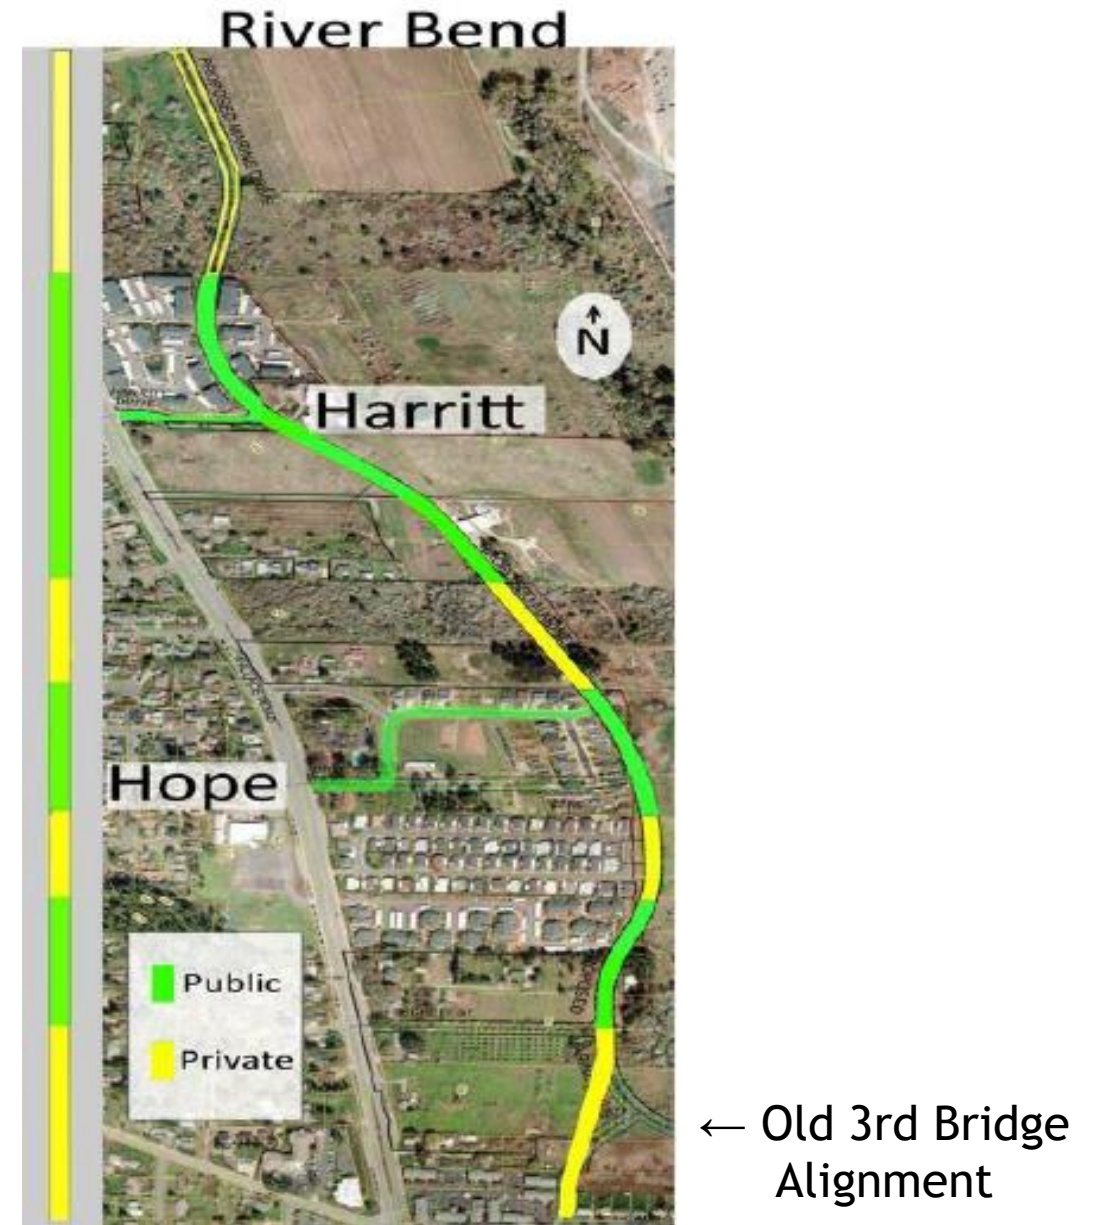 River Bend
N
Harritt
Hope
Public
Private
← Old 3rd Bridge
Alignment